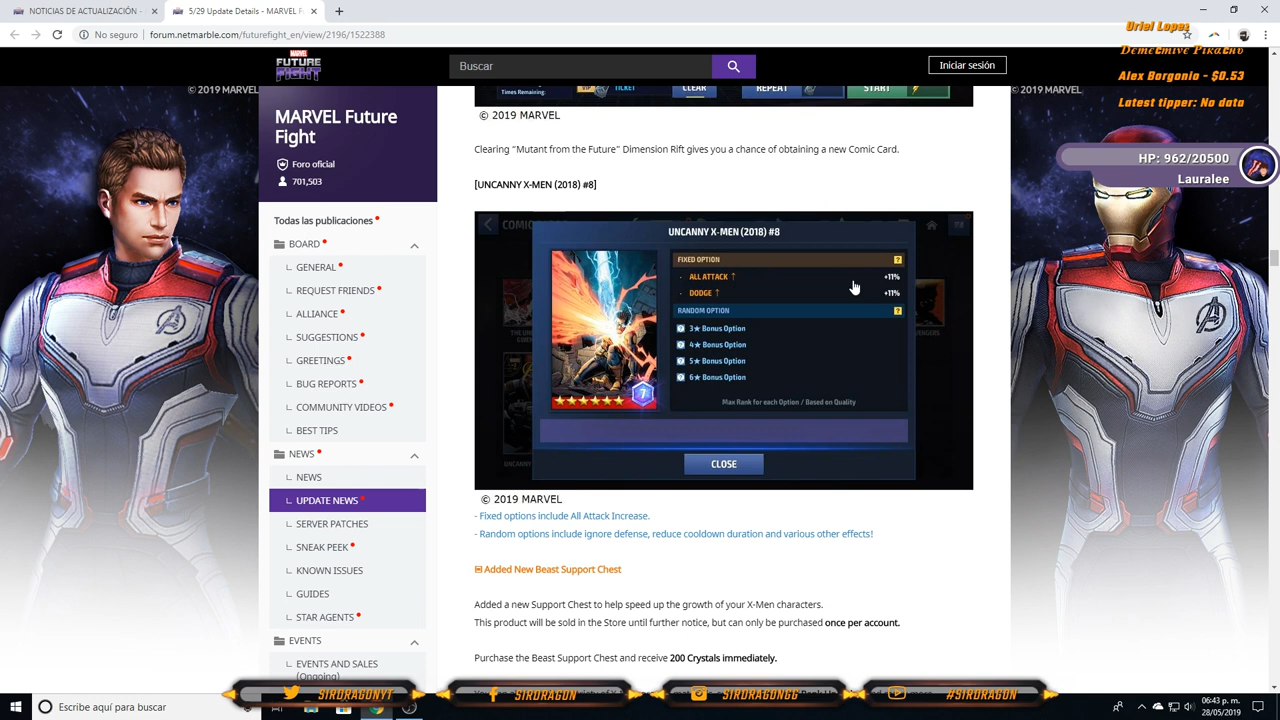 NOTICIAS DE ACTUALIZACIÓN -
5/29 Update Details - MARVEL F
No seguro
forum.netmarble.com/futurefight_en/view/2196/1522388
Uriel Lopez
Alex Borgonio - $0.53
Latest tipper: No data
HP: 962/20500
Lauralee
MARVEL
FUTURE
FIGHT
Buscar
Iniciar sesión
© 2019 MARVEL
© 2019 MARVEL
MARVEL Future
Fight
Foro oficial
701,503
Todas las publicaciones
BOARD
GENERAL
REQUEST FRIENDS
ALLIANCE
SUGGESTIONS
GREETINGS
BUG REPORTS
COMMUNITY VIDEOS
BEST TIPS
NEWS
NEWS
UPDATE NEWS
SERVER PATCHES
SNEAK PEEK
KNOWN ISSUES
GUIDES
STAR AGENTS
EVENTS
EVENTS AND SALES
(Ongoing)
Times Remaining:
VIP
TICKET
CLEAR
REPEAT
START
© 2019 MARVEL
Clearing "Mutant from the Future" Dimension Rift gives you a chance of obtaining a new Comic Card.
[UNCANNY X-MEN (2018) #8]
UNCANNY X-MEN (2018) #8
FIXED OPTION ?
ALL ATTACK ↑ +11%
DODGE ↑ +11%
RANDOM OPTION ?
3★ Bonus Option
4★ Bonus Option
5★ Bonus Option
6★ Bonus Option
Max Rank for each Option / Based on Quality
CLOSE
© 2019 MARVEL
- Fixed options include All Attack Increase.
- Random options include ignore defense, reduce cooldown duration and various other effects!
Added New Beast Support Chest
Added a new Support Chest to help speed up the growth of your X-Men characters.
This product will be sold in the Store until further notice, but can only be purchased once per account.
Purchase the Beast Support Chest and receive 200 Crystals immediately.
SIRDRAGONYT
SIRDRAGON
SIRDRAGONGG
#SIRDRAGON
Escribe aquí para buscar
06:43 p. m.
28/05/2019